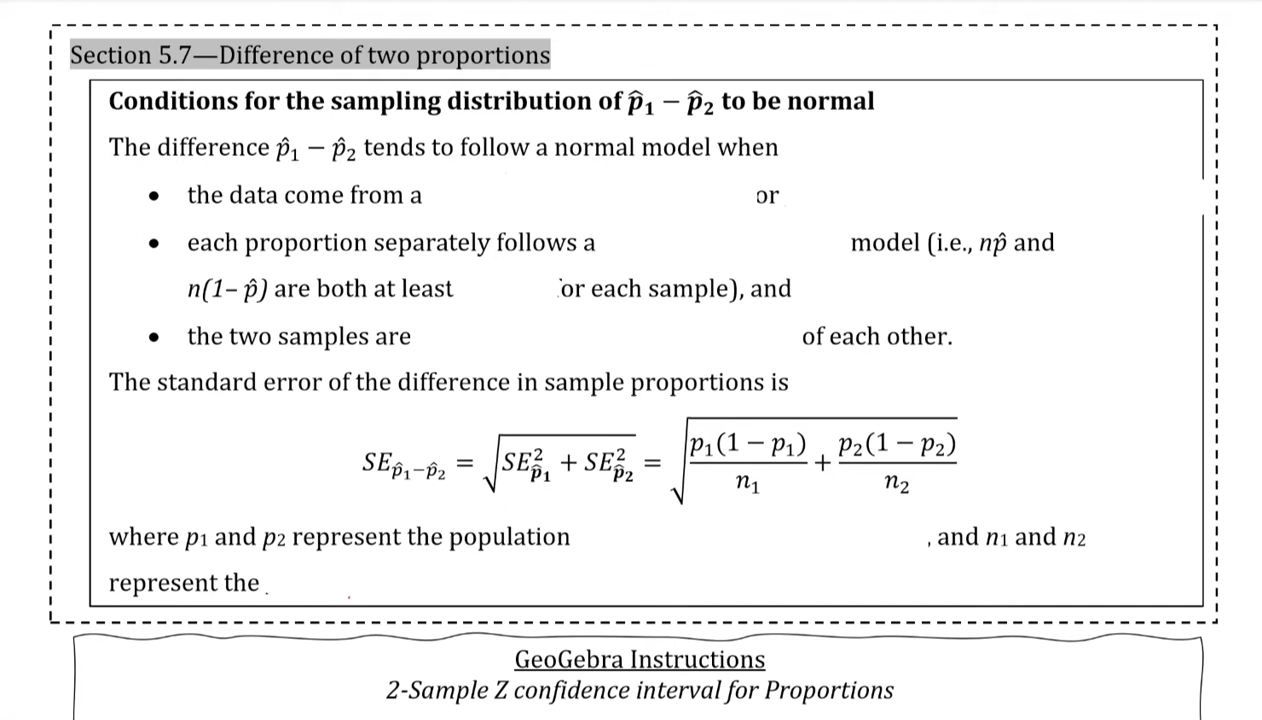 Section 5.7—Difference of two proportions
Conditions for the sampling distribution of p̂₁ − p̂₂ to be normal
The difference p̂₁ − p̂₂ tends to follow a normal model when
• the data come from a or
• each proportion separately follows a model (i.e., np̂ and
n(1− p̂) are both at least or each sample), and
• the two samples are of each other.
The standard error of the difference in sample proportions is
SE_{p̂₁−p̂₂} = √(SE²_{p̂₁} + SE²_{p̂₂}) = √(p₁(1 − p₁)/n₁ + p₂(1 − p₂)/n₂)
where p₁ and p₂ represent the population , and n₁ and n₂
represent the .
GeoGebra Instructions
2-Sample Z confidence interval for Proportions